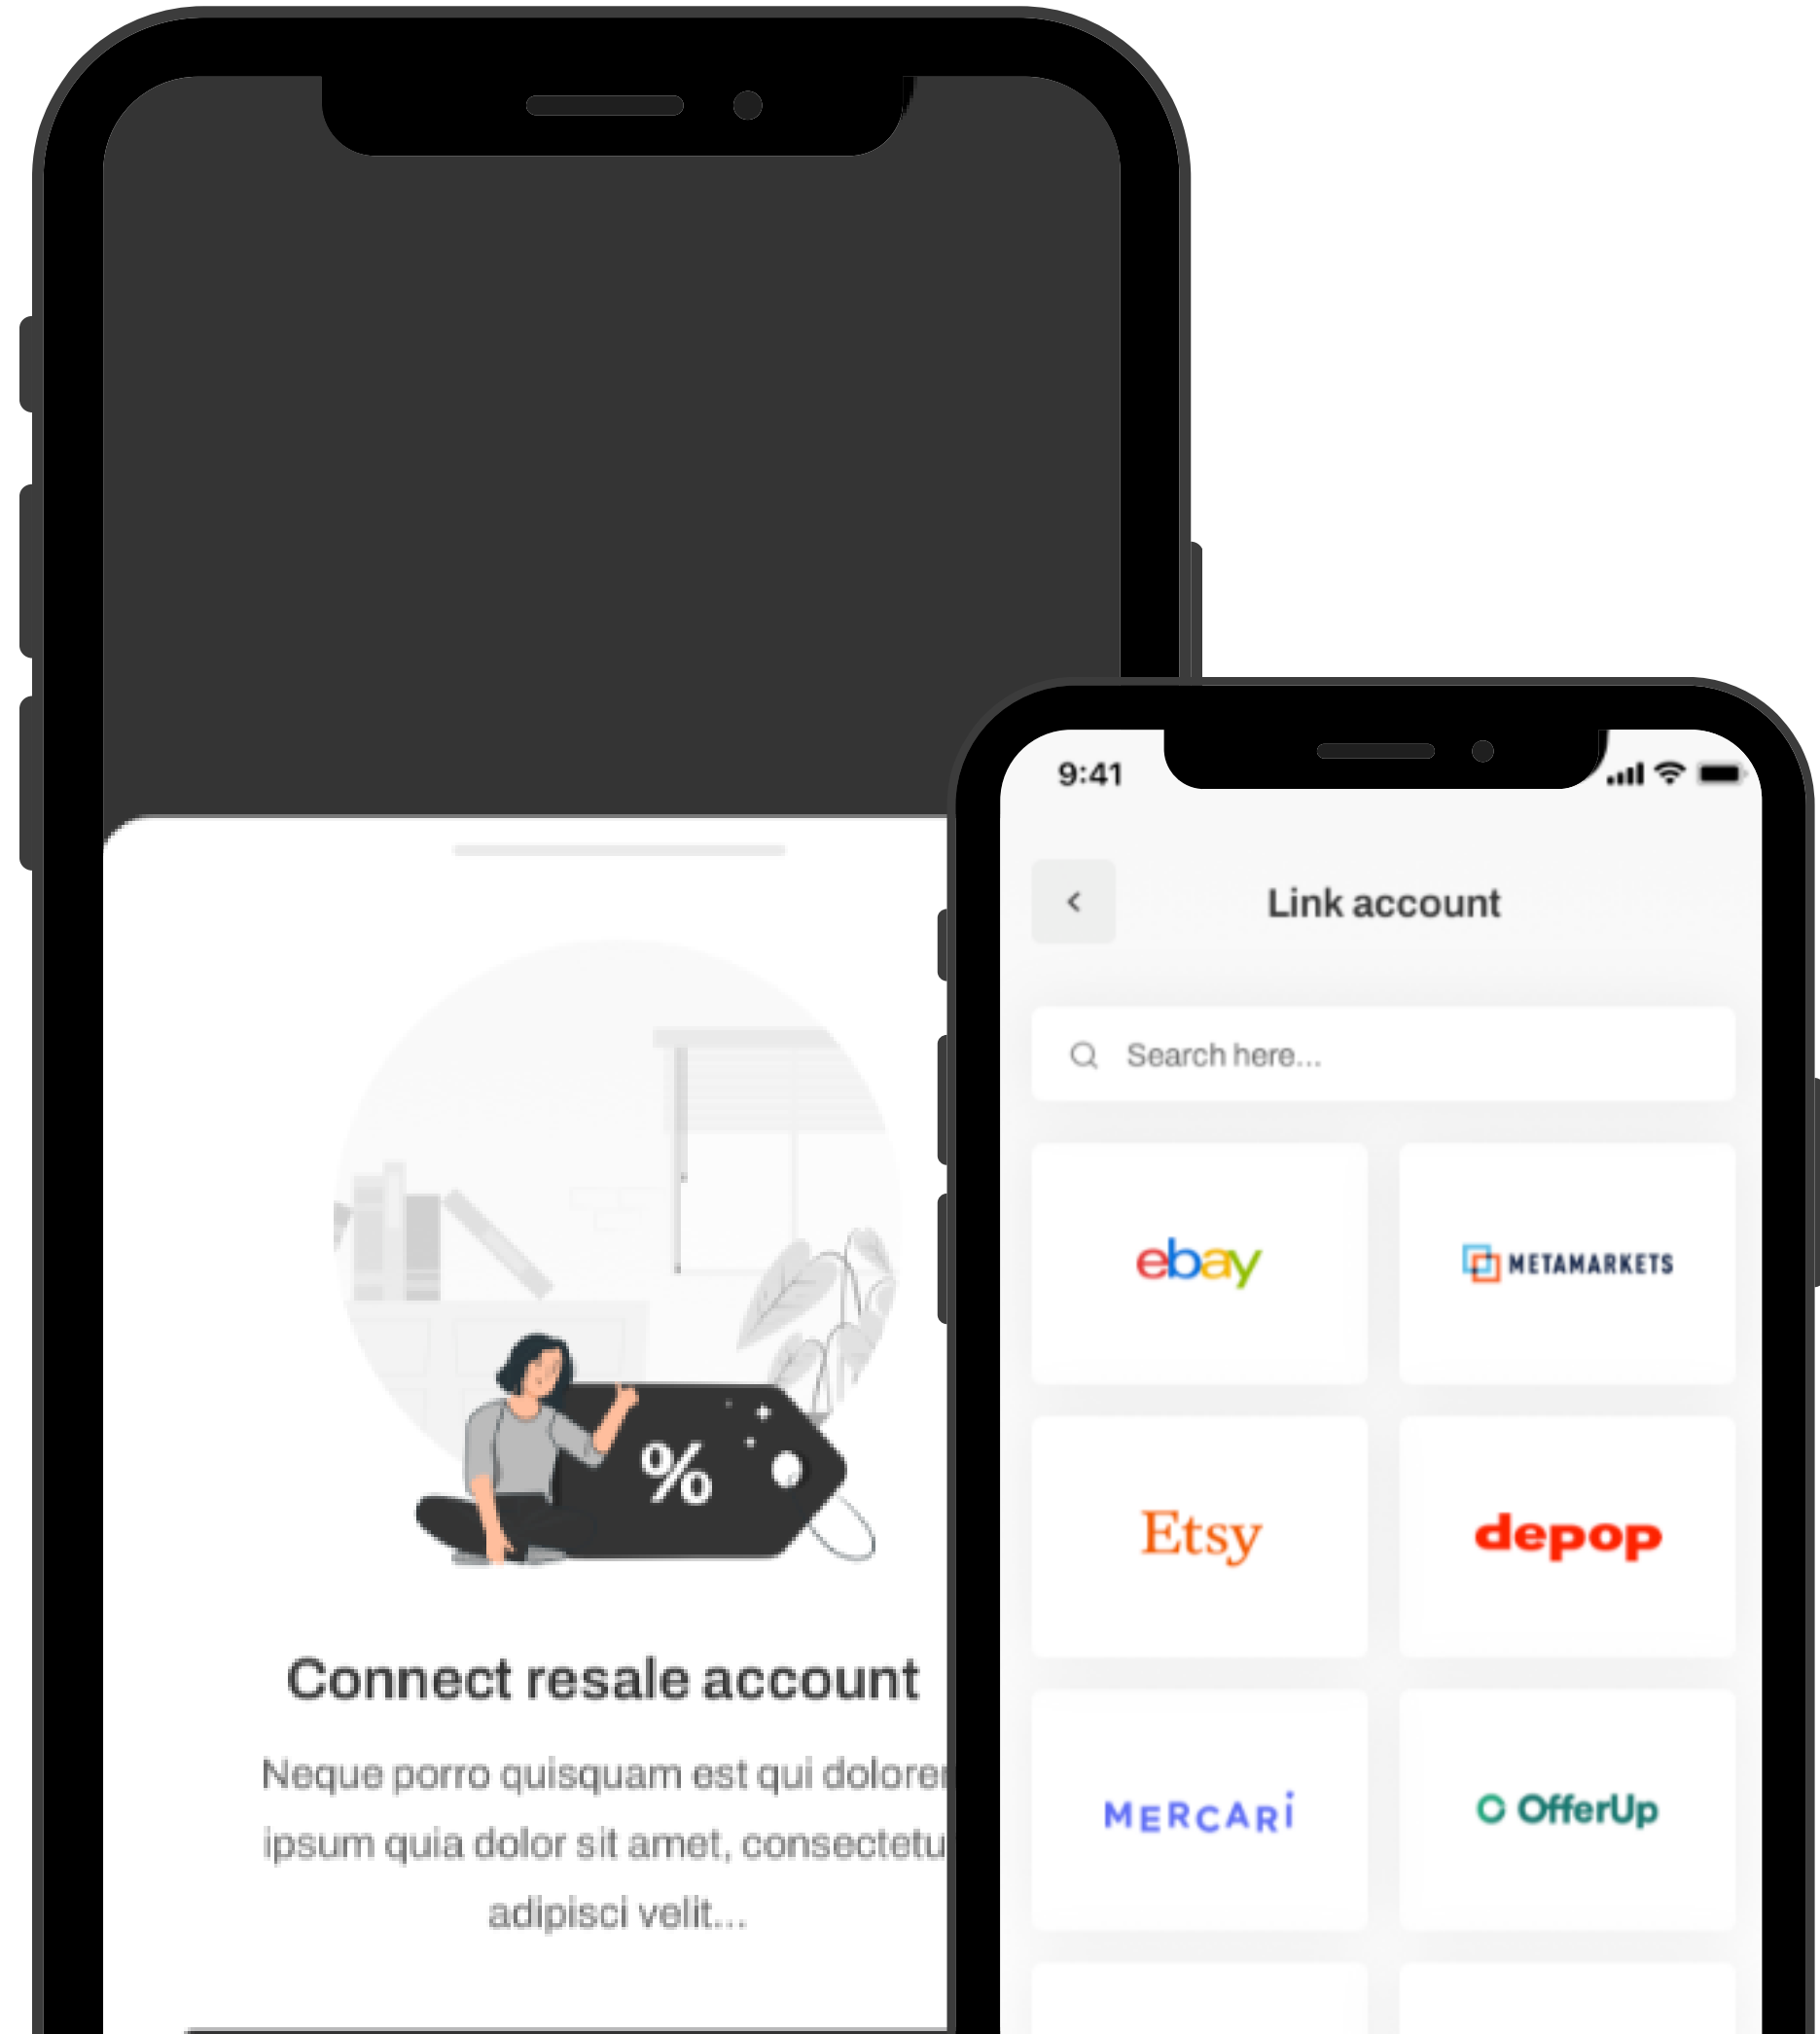 %
Connect resale account
Neque porro quisquam est qui dolorem
ipsum quia dolor sit amet, consectetu
adipisci velit...
9:41
Link account
Search here...
ebay
METAMARKETS
Etsy
depop
MERCARI
OfferUp